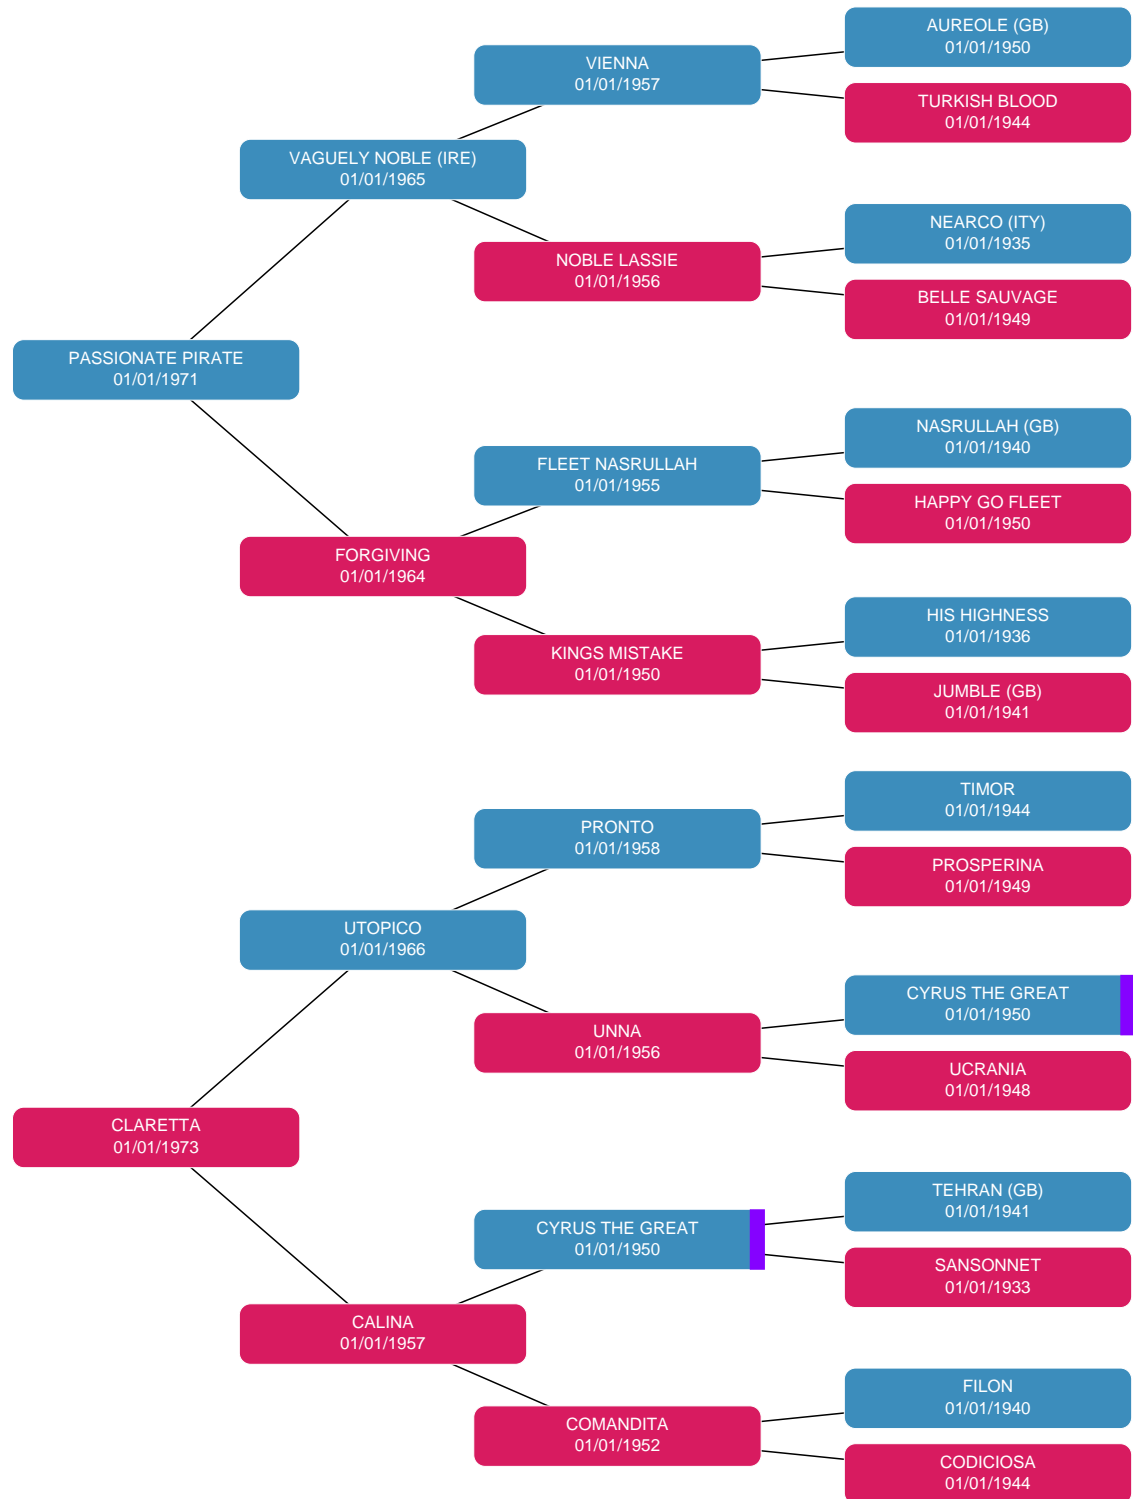 AUREOLE (GB)
01/01/1950
VIENNA
01/01/1957
TURKISH BLOOD
01/01/1944
VAGUELY NOBLE (IRE)
01/01/1965
NEARCO (ITY)
01/01/1935
NOBLE LASSIE
01/01/1956
BELLE SAUVAGE
01/01/1949
PASSIONATE PIRATE
01/01/1971
NASRULLAH (GB)
01/01/1940
FLEET NASRULLAH
01/01/1955
HAPPY GO FLEET
01/01/1950
FORGIVING
01/01/1964
HIS HIGHNESS
01/01/1936
KINGS MISTAKE
01/01/1950
JUMBLE (GB)
01/01/1941
TIMOR
01/01/1944
PRONTO
01/01/1958
PROSPERINA
01/01/1949
UTOPICO
01/01/1966
CYRUS THE GREAT
01/01/1950
UNNA
01/01/1956
UCRANIA
01/01/1948
CLARETTA
01/01/1973
TEHRAN (GB)
01/01/1941
CYRUS THE GREAT
01/01/1950
SANSONNET
01/01/1933
CALINA
01/01/1957
FILON
01/01/1940
COMANDITA
01/01/1952
CODICIOSA
01/01/1944